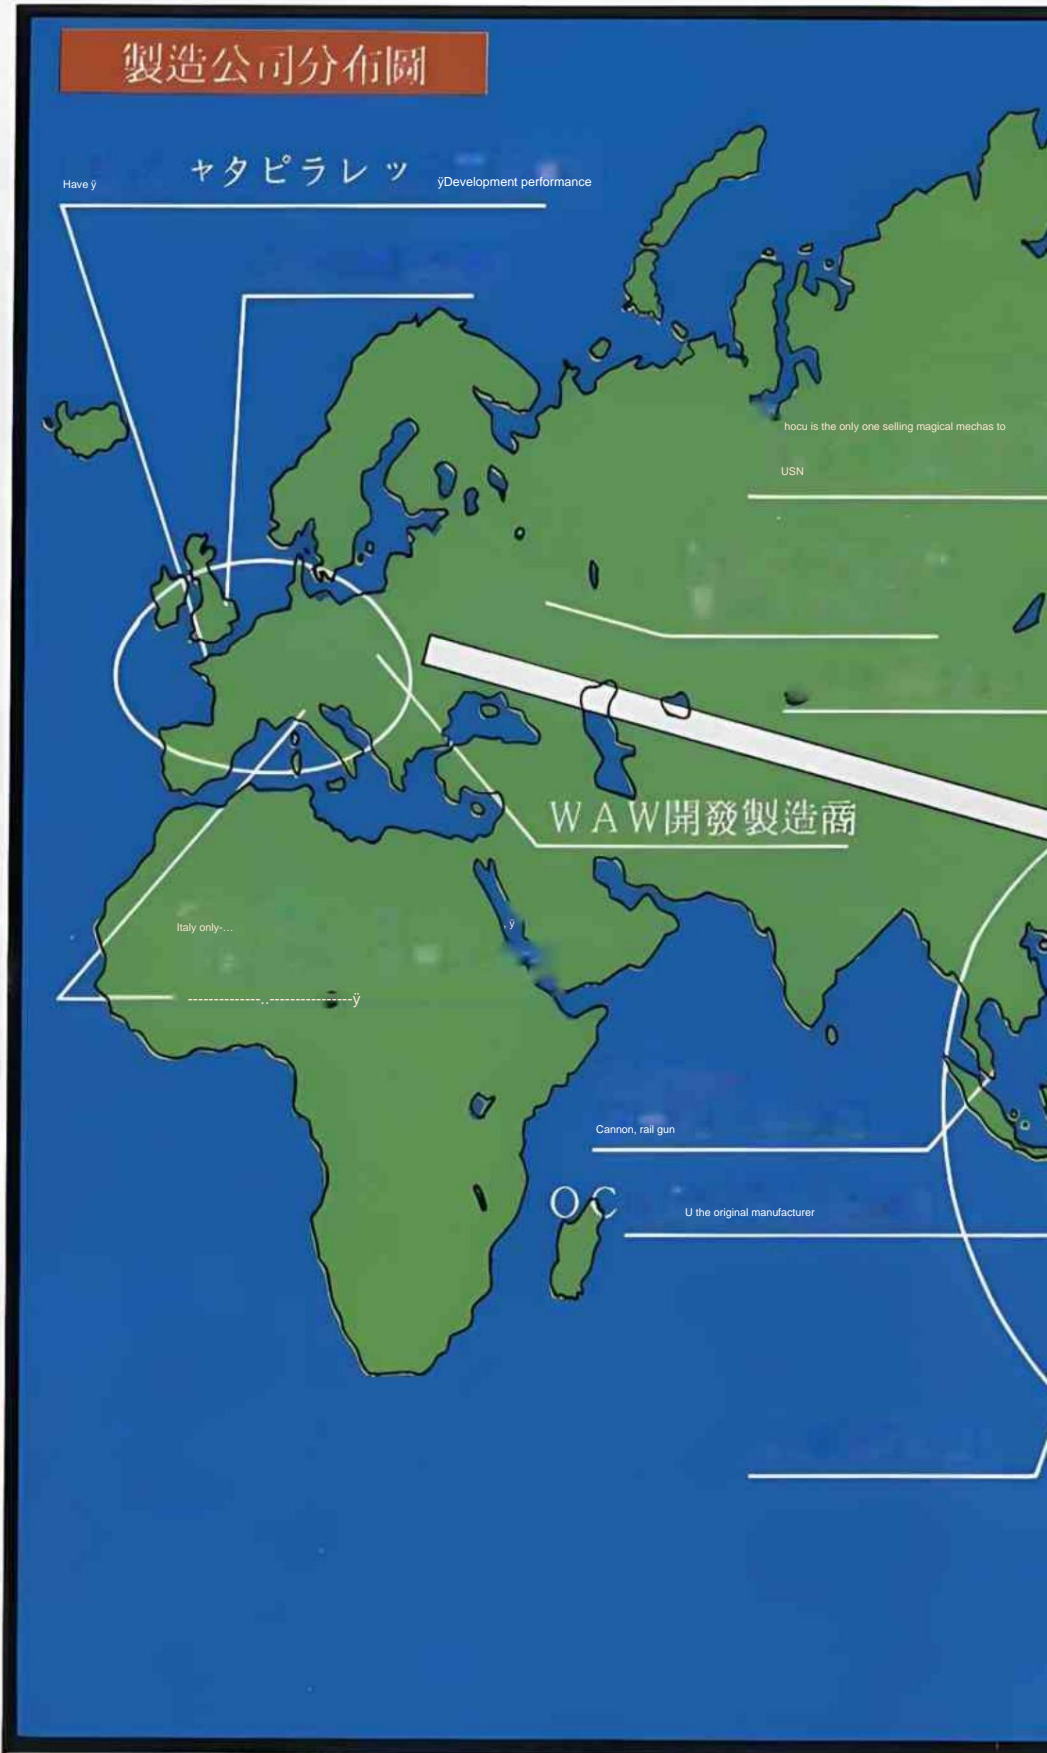 製造公司分布圖
Have ÿ
ャタピラレッ
ÿDevelopment performance
hocu is the only one selling magical mechas to
USN
WAW開發製造商
Italy only-...
, ÿ
--------------..----------------ÿ
Cannon, rail gun
OC
U the original manufacturer